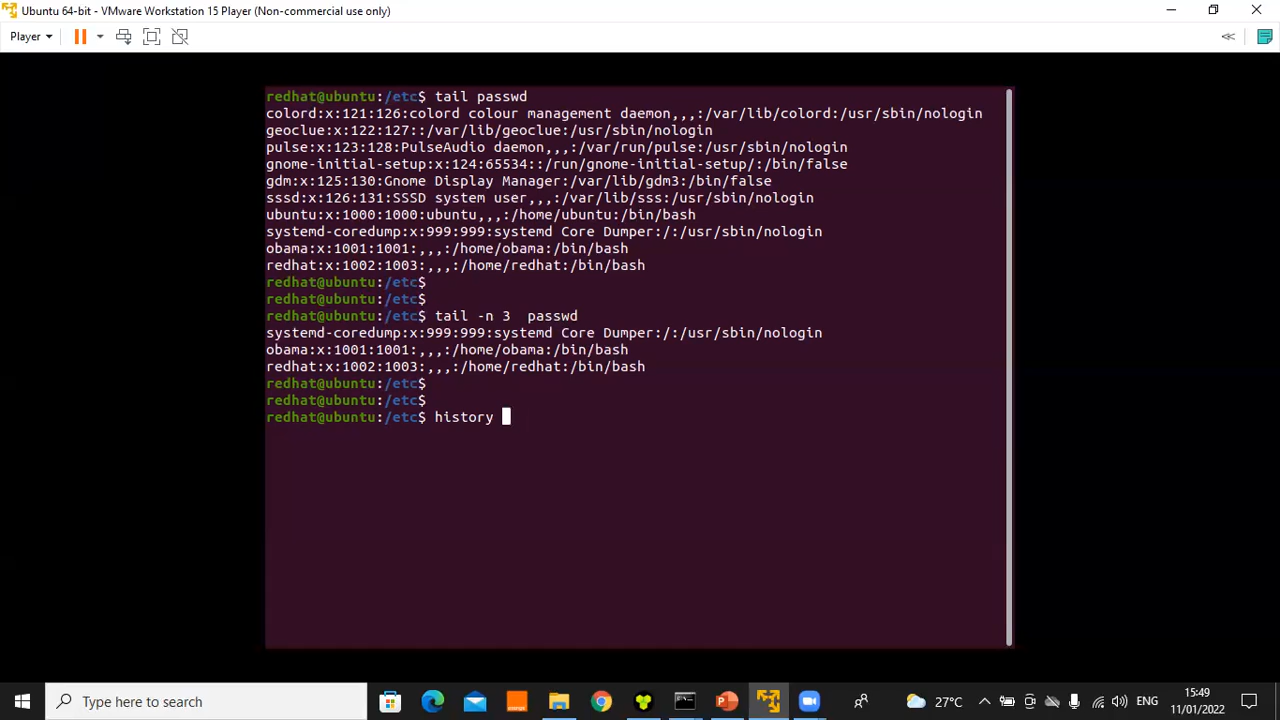 Ubuntu 64-bit - VMware Workstation 15 Player (Non-commercial use only)
Player
redhat@ubuntu:/etc$ tail passwd
colord:x:121:126:colord colour management daemon,,,:/var/lib/colord:/usr/sbin/nologin
geoclue:x:122:127::/var/lib/geoclue:/usr/sbin/nologin
pulse:x:123:128:PulseAudio daemon,,,:/var/run/pulse:/usr/sbin/nologin
gnome-initial-setup:x:124:65534::/run/gnome-initial-setup/:/bin/false
gdm:x:125:130:Gnome Display Manager:/var/lib/gdm3:/bin/false
sssd:x:126:131:SSSD system user,,,:/var/lib/sss:/usr/sbin/nologin
ubuntu:x:1000:1000:ubuntu,,,:/home/ubuntu:/bin/bash
systemd-coredump:x:999:999:systemd Core Dumper:/:/usr/sbin/nologin
obama:x:1001:1001:,,,:/home/obama:/bin/bash
redhat:x:1002:1003:,,,:/home/redhat:/bin/bash
redhat@ubuntu:/etc$
redhat@ubuntu:/etc$
redhat@ubuntu:/etc$ tail -n 3  passwd
systemd-coredump:x:999:999:systemd Core Dumper:/:/usr/sbin/nologin
obama:x:1001:1001:,,,:/home/obama:/bin/bash
redhat:x:1002:1003:,,,:/home/redhat:/bin/bash
redhat@ubuntu:/etc$
redhat@ubuntu:/etc$
redhat@ubuntu:/etc$ history
Type here to search
27°C
ENG
15:49
11/01/2022